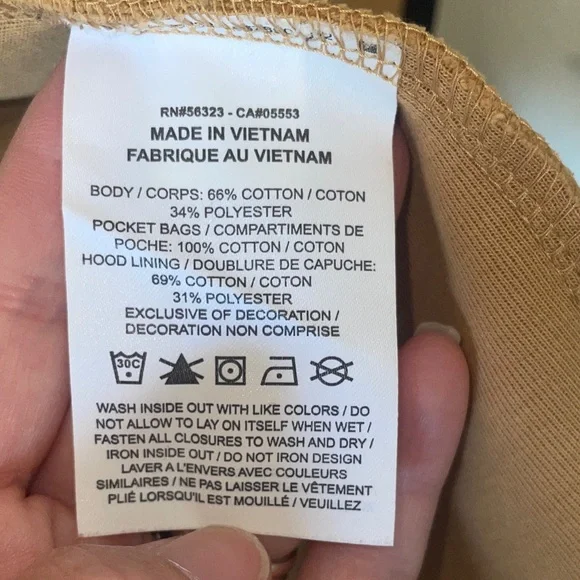 RN#56323 - CA#05553
MADE IN VIETNAM
FABRIQUE AU VIETNAM
BODY / CORPS: 66% COTTON / COTON
34% POLYESTER
POCKET BAGS / COMPARTIMENTS DE
POCHE: 100% COTTON / COTON
HOOD LINING / DOUBLURE DE CAPUCHE:
69% COTTON / COTON
31% POLYESTER
EXCLUSIVE OF DECORATION /
DECORATION NON COMPRISE
30C
WASH INSIDE OUT WITH LIKE COLORS / DO
NOT ALLOW TO LAY ON ITSELF WHEN WET /
FASTEN ALL CLOSURES TO WASH AND DRY /
IRON INSIDE OUT / DO NOT IRON DESIGN
LAVER A L'ENVERS AVEC COULEURS
SIMILAIRES / NE PAS LAISSER LE VÊTEMENT
PLIÉ LORSQU'IL EST MOUILLÉ / VEUILLEZ